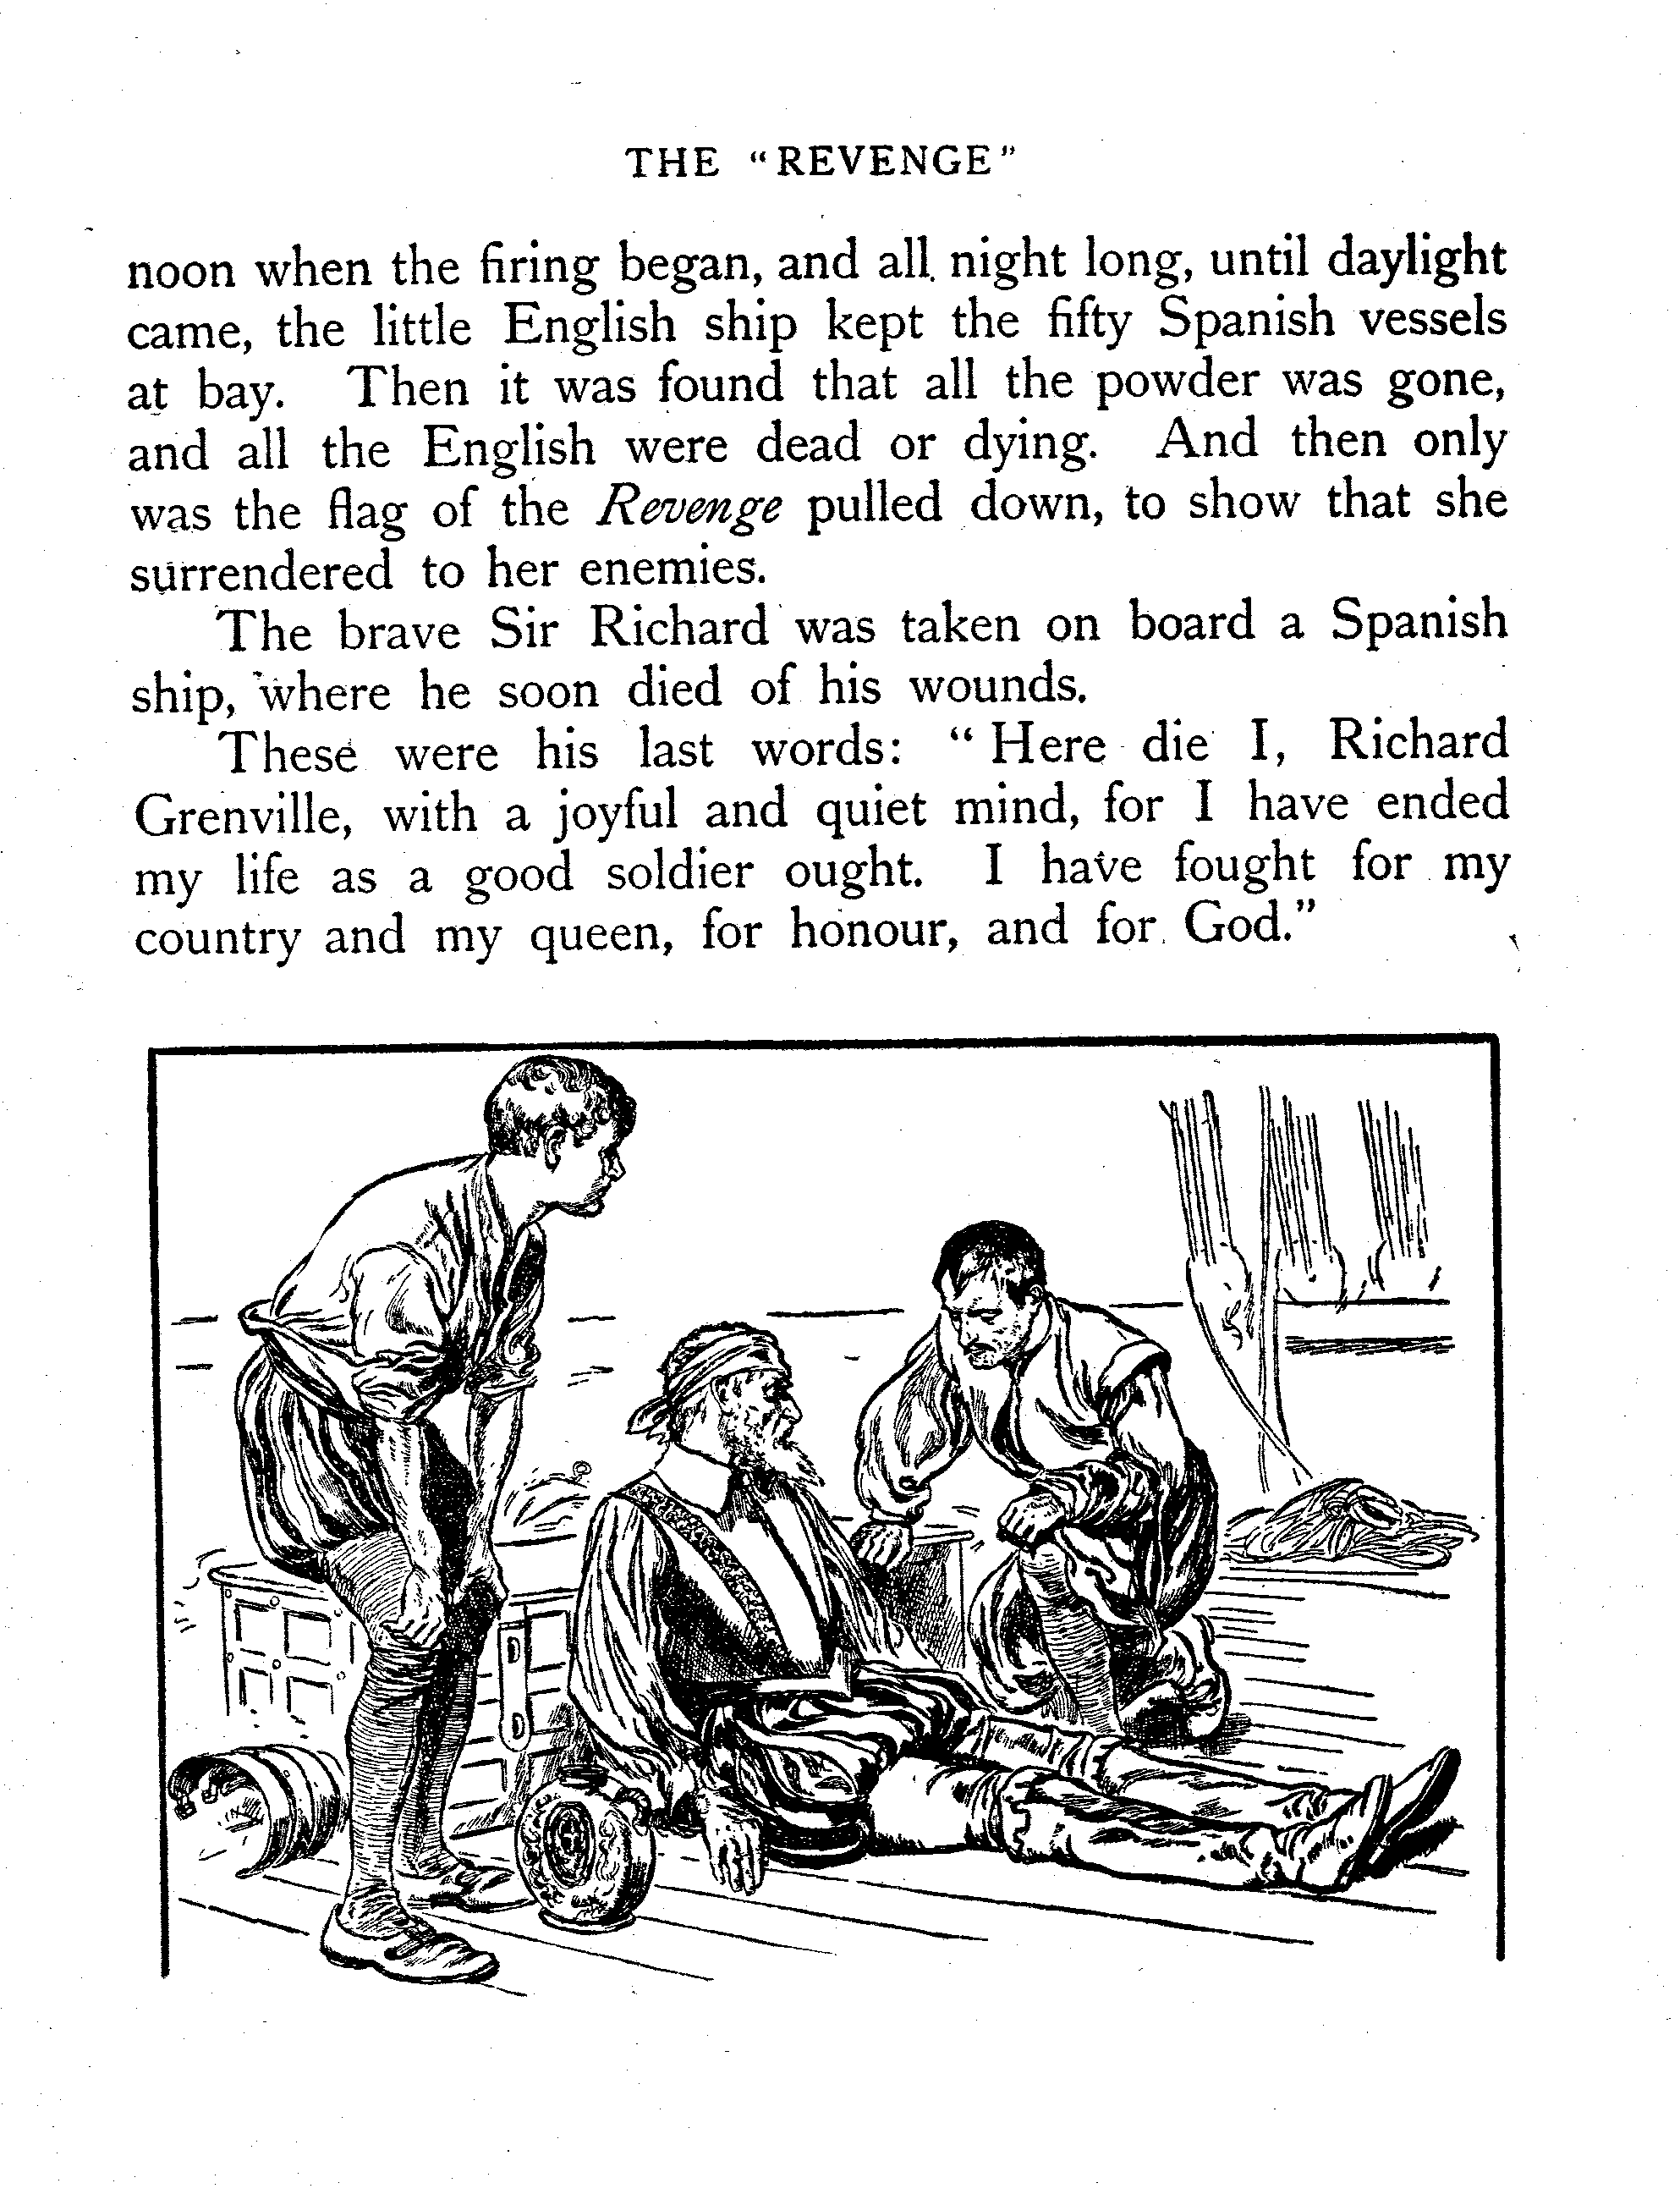 THE "REVENGE"
noon when the firing began, and all night long, until daylight
came, the little English ship kept the fifty Spanish vessels
at bay. Then it was found that all the powder was gone,
and all the English were dead or dying. And then only
was the flag of the Revenge pulled down, to show that she
surrendered to her enemies.
The brave Sir Richard was taken on board a Spanish
ship, where he soon died of his wounds.
These were his last words: "Here die I, Richard
Grenville, with a joyful and quiet mind, for I have ended
my life as a good soldier ought. I have fought for my
country and my queen, for honour, and for God."